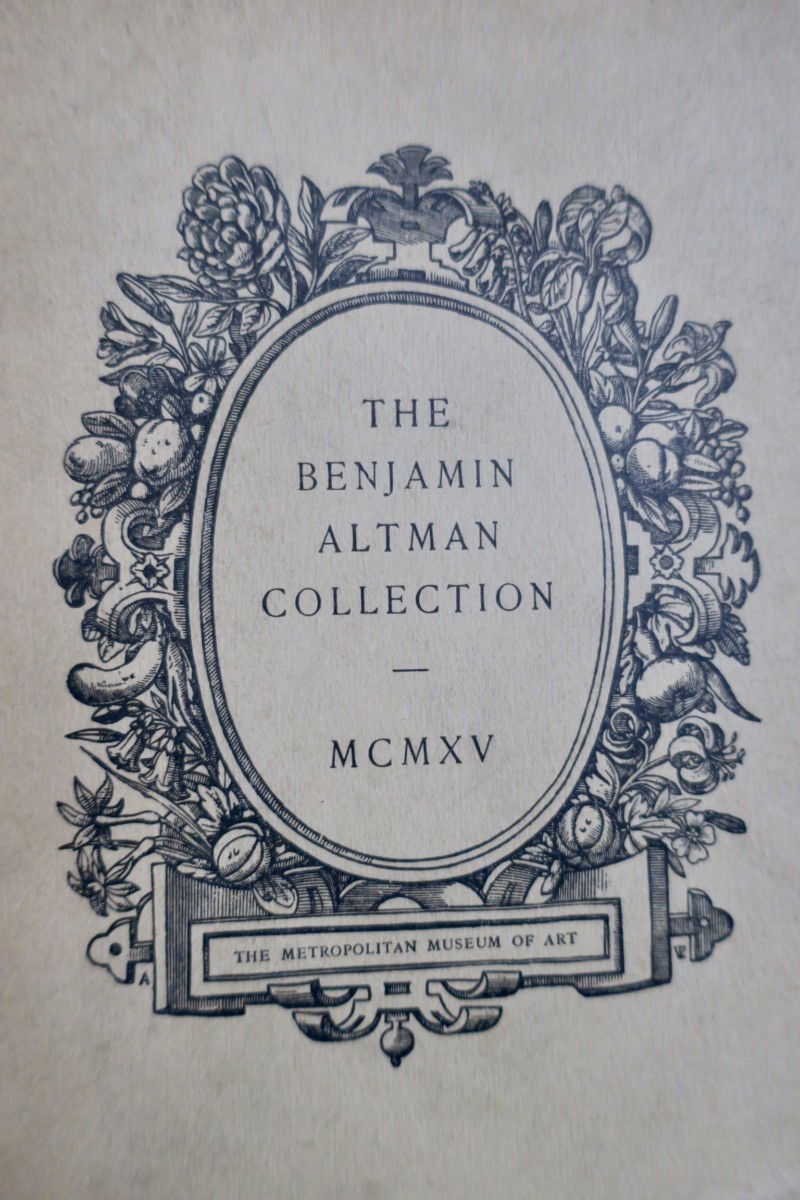 THE
BENJAMIN
ALTMAN
COLLECTION
—
MCMXV
THE METROPOLITAN MUSEUM OF ART
A